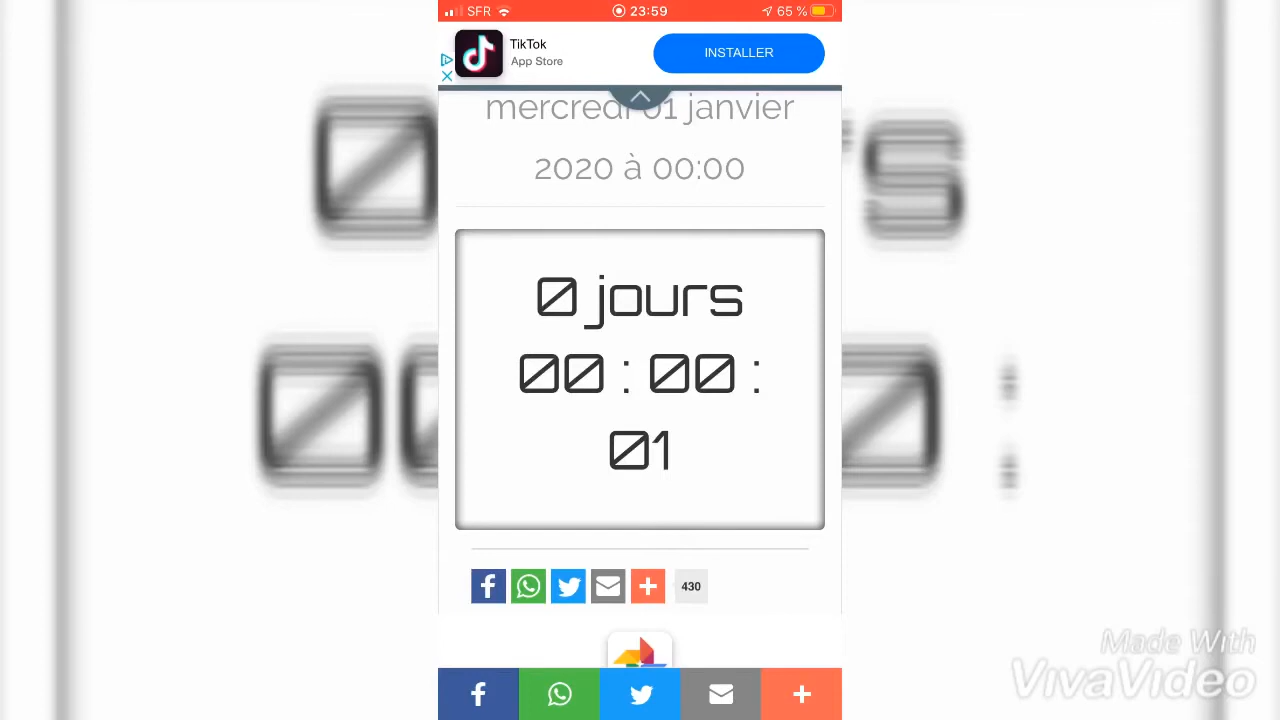 SFR 23:59 65 %
TikTok
App Store
INSTALLER
mercredi 01 janvier
2020 à 00:00
0 jours
00 : 00 :
01
430
Made With
VivaVideo